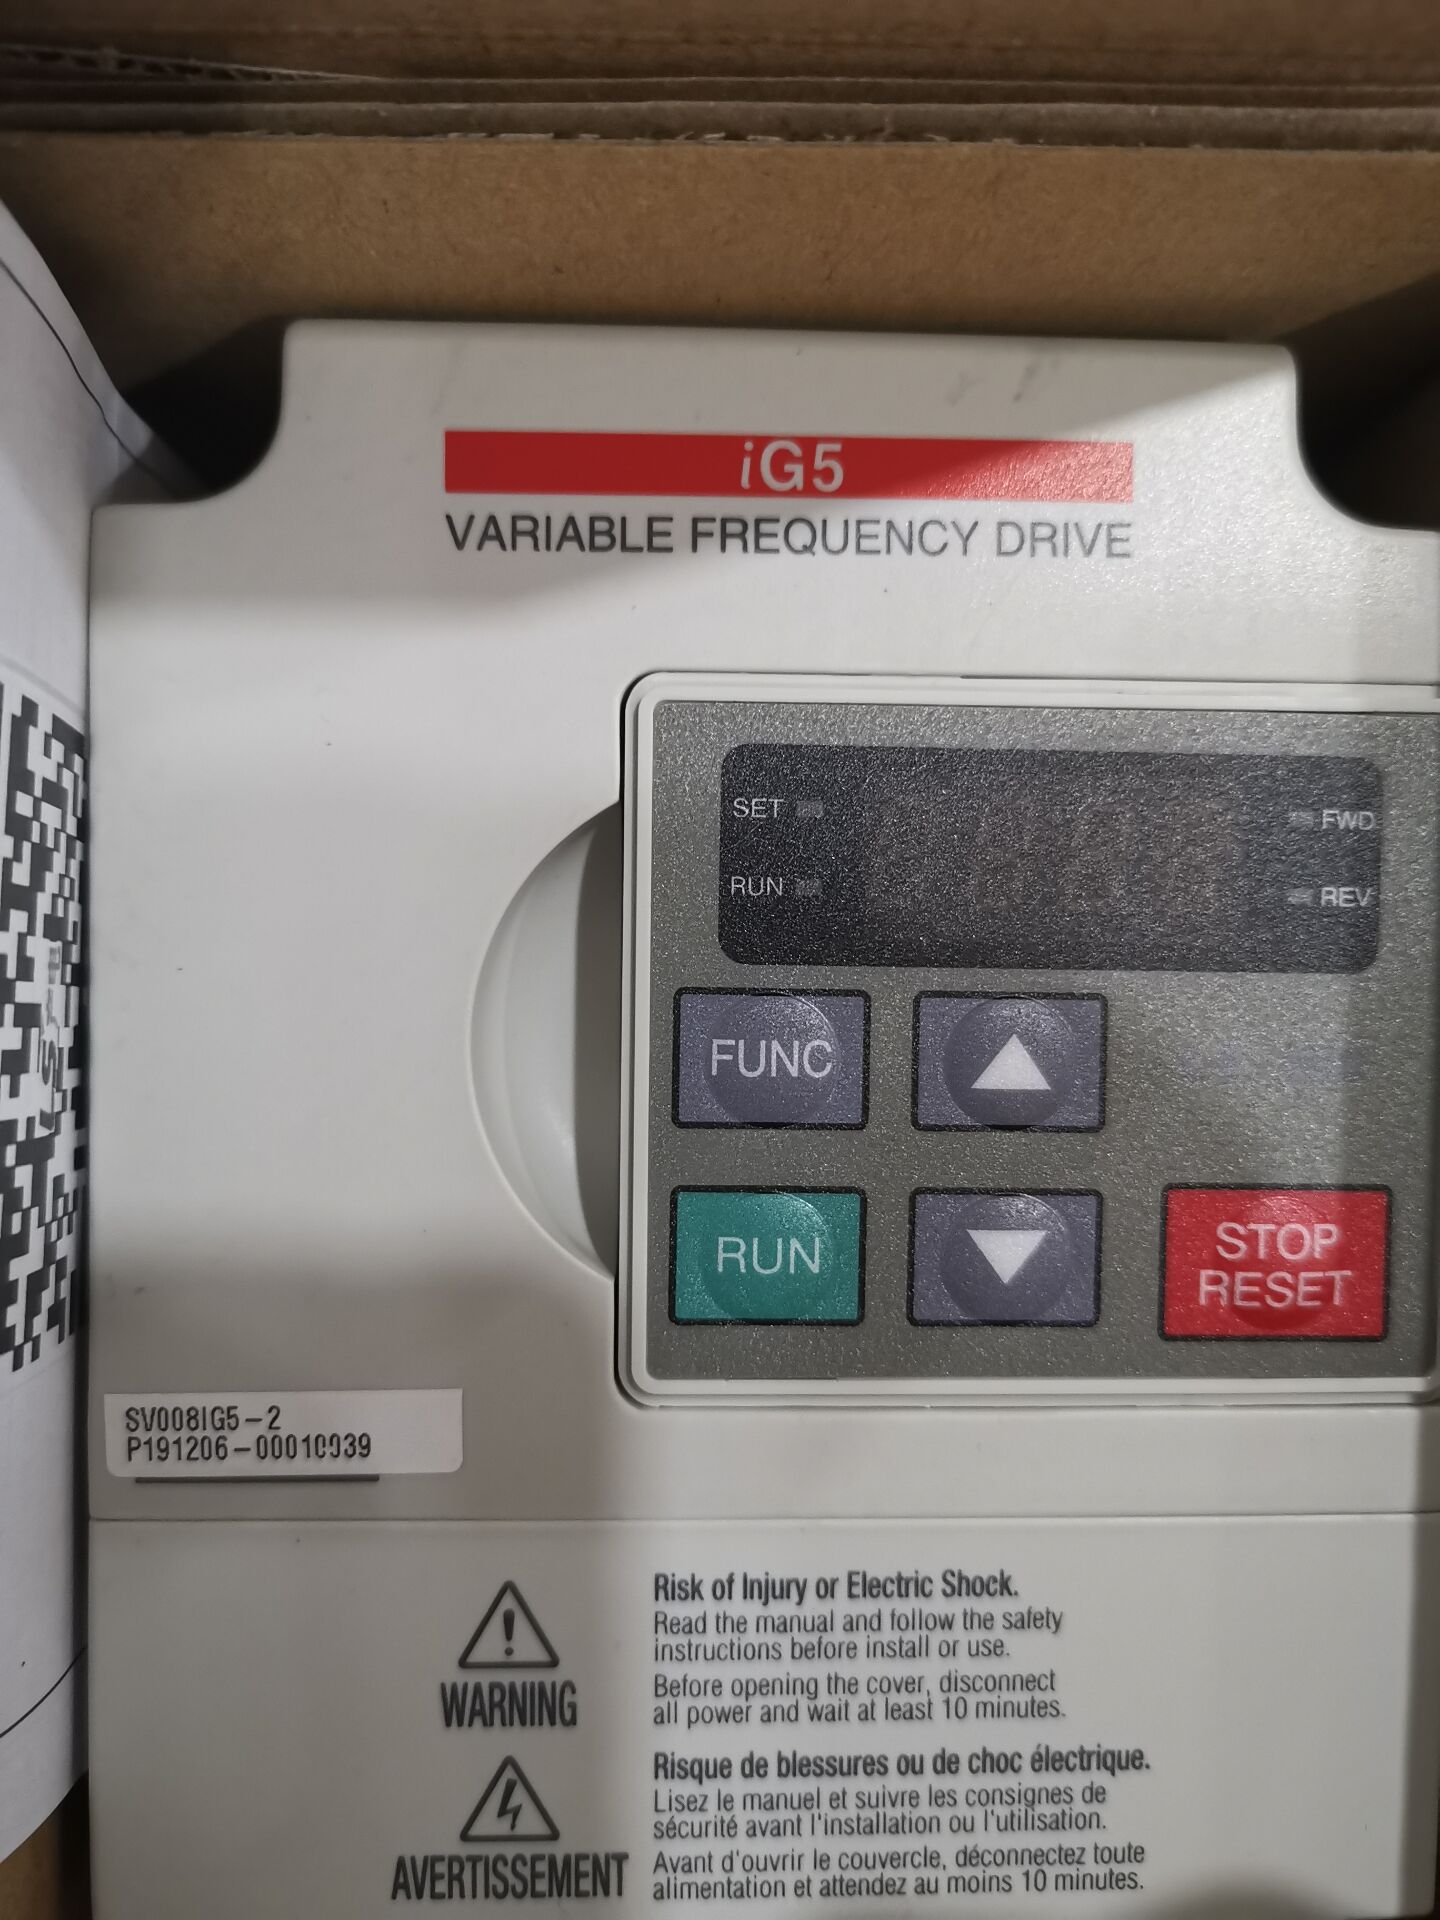 iG5
VARIABLE FREQUENCY DRIVE
SET
FWD
RUN
REV
FUNC
RUN
STOP
RESET
SV008IG5-2
P191206-00010039
WARNING
Risk of Injury or Electric Shock.
Read the manual and follow the safety
instructions before install or use.
Before opening the cover, disconnect
all power and wait at least 10 minutes.
AVERTISSEMENT
Risque de blessures ou de choc électrique.
Lisez le manuel et suivre les consignes de
sécurité avant l'installation ou l'utilisation.
Avant d'ouvrir le couvercle, déconnectez toute
alimentation et attendez au moins 10 minutes.